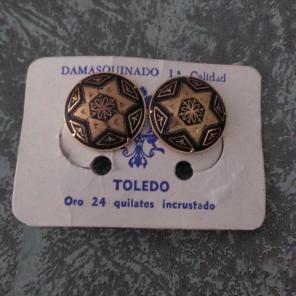 DAMASQUINADO 1ª Calidad
TOLEDO
Oro 24 quilates incrustado